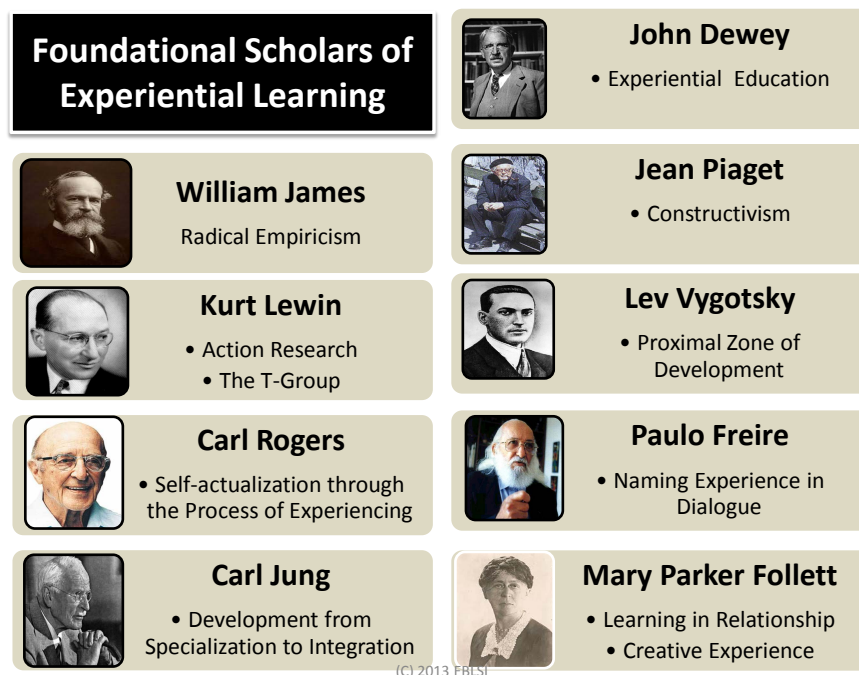 Foundational Scholars of
Experiential Learning
William James
Radical Empiricism
Kurt Lewin
• Action Research
• The T-Group
Carl Rogers
• Self-actualization through
the Process of Experiencing
Carl Jung
• Development from
Specialization to Integration
John Dewey
• Experiential Education
Jean Piaget
• Constructivism
Lev Vygotsky
• Proximal Zone of
Development
Paulo Freire
• Naming Experience in
Dialogue
Mary Parker Follett
• Learning in Relationship
• Creative Experience
(C) 2013 EBLSI